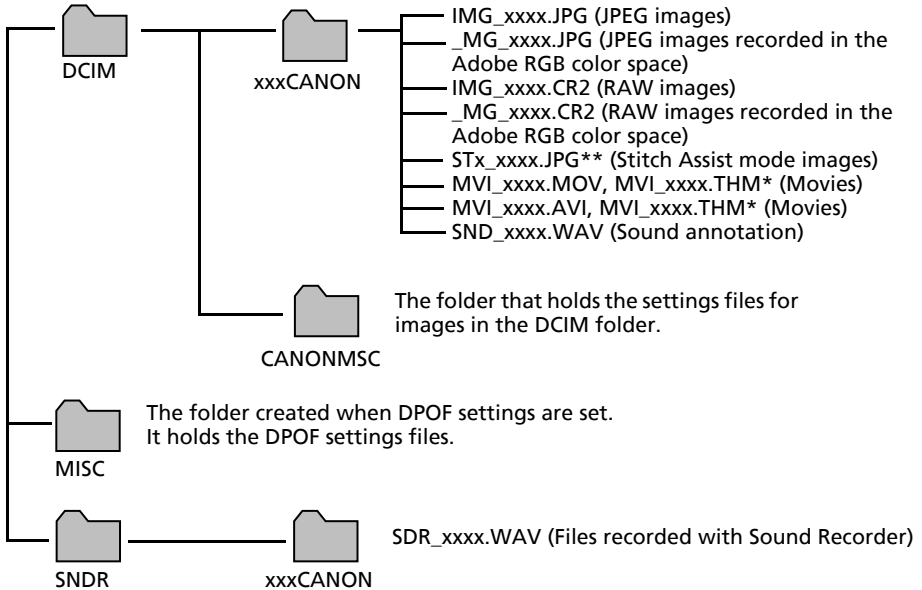 DCIM
xxxCANON
IMG_xxxx.JPG (JPEG images)
_MG_xxxx.JPG (JPEG images recorded in the
Adobe RGB color space)
IMG_xxxx.CR2 (RAW images)
_MG_xxxx.CR2 (RAW images recorded in the
Adobe RGB color space)
STx_xxxx.JPG** (Stitch Assist mode images)
MVI_xxxx.MOV, MVI_xxxx.THM* (Movies)
MVI_xxxx.AVI, MVI_xxxx.THM* (Movies)
SND_xxxx.WAV (Sound annotation)
CANONMSC
The folder that holds the settings files for
images in the DCIM folder.
MISC
The folder created when DPOF settings are set.
It holds the DPOF settings files.
SNDR
xxxCANON
SDR_xxxx.WAV (Files recorded with Sound Recorder)